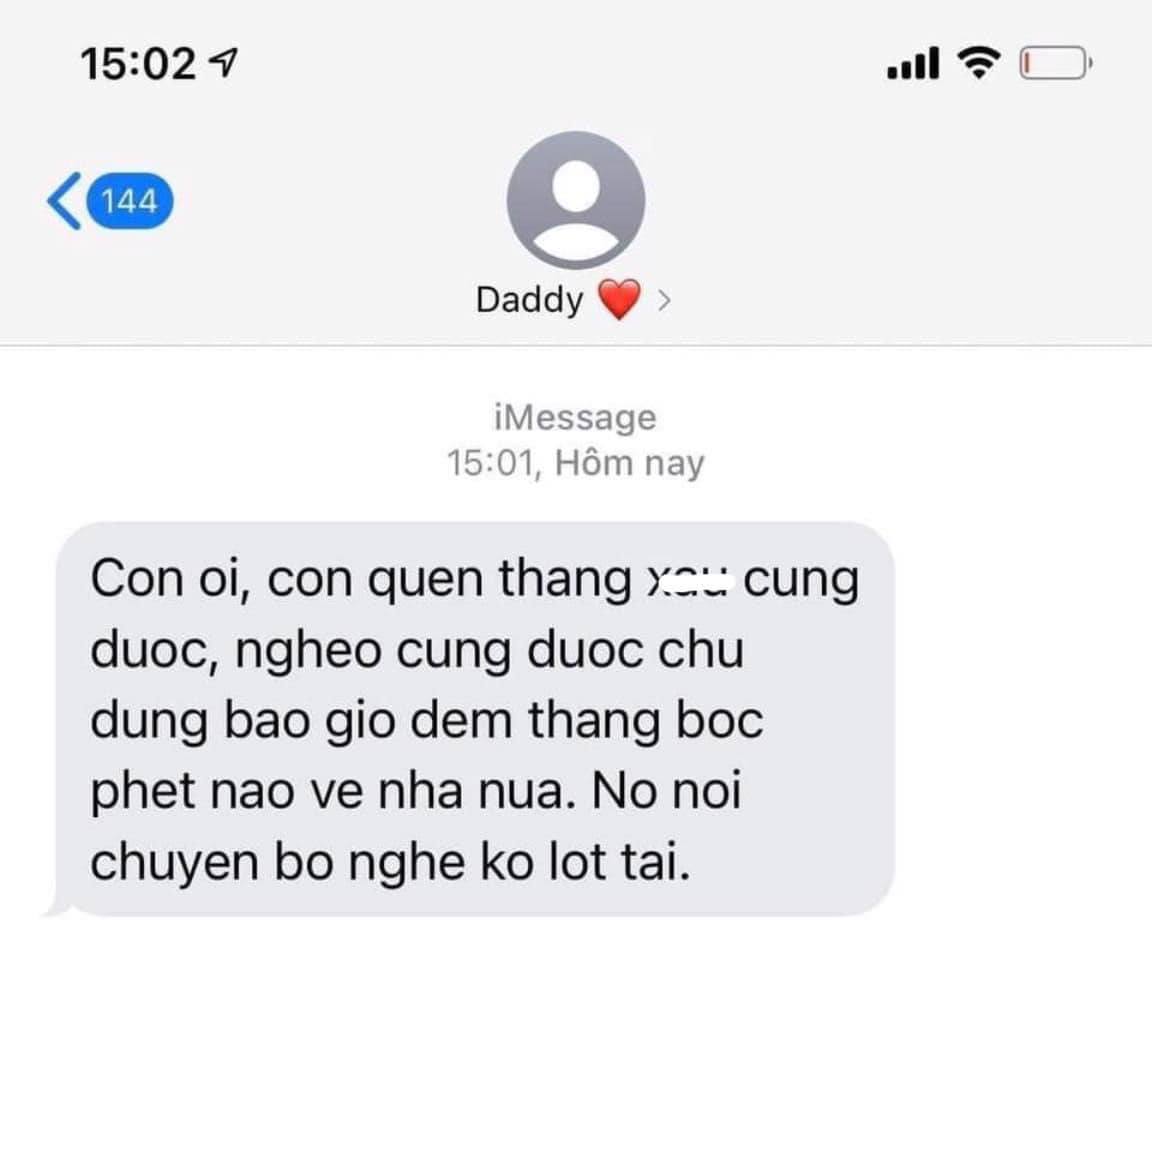 15:02
144
Daddy ❤️
iMessage
15:01, Hôm nay
Con oi, con quen thang xau cung
duoc, ngheo cung duoc chu
dung bao gio dem thang boc
phet nao ve nha nua. No noi
chuyen bo nghe ko lot tai.